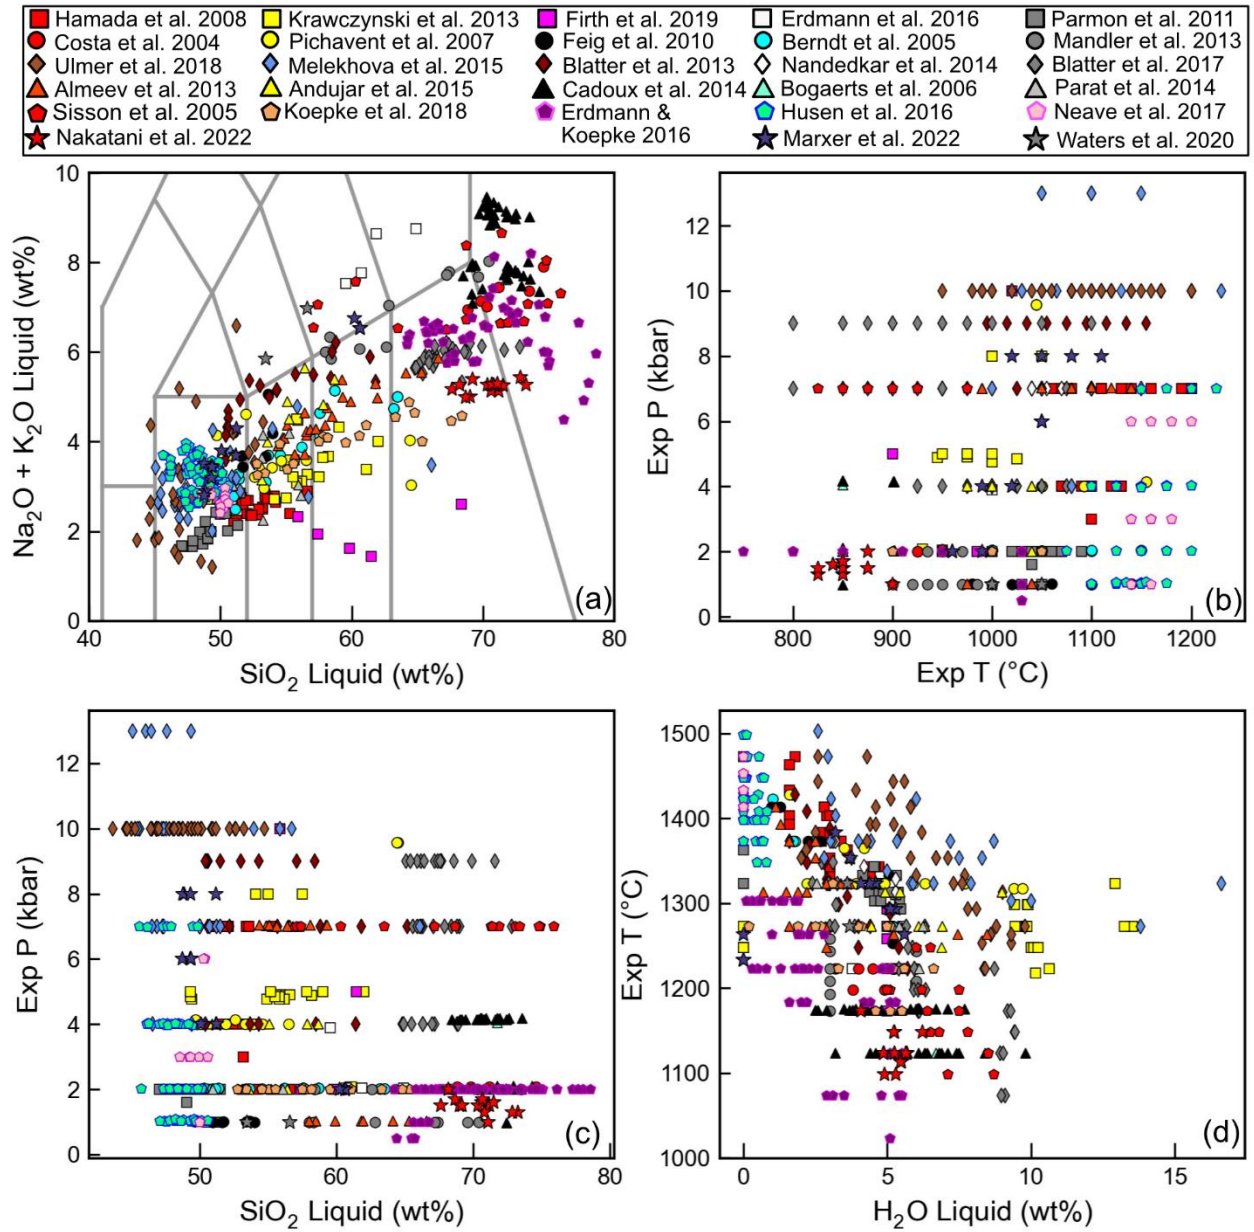 Hamada et al. 2008 Krawczynski et al. 2013 Firth et al. 2019 Erdmann et al. 2016 Parmon et al. 2011
Costa et al. 2004 Pichavent et al. 2007 Feig et al. 2010 Berndt et al. 2005 Mandler et al. 2013
Ulmer et al. 2018 Melekhova et al. 2015 Blatter et al. 2013 Nandedkar et al. 2014 Blatter et al. 2017
Almeev et al. 2013 Andujar et al. 2015 Cadoux et al. 2014 Bogaerts et al. 2006 Parat et al. 2014
Sisson et al. 2005 Koepke et al. 2018 Erdmann & Husen et al. 2016 Neave et al. 2017
Nakatani et al. 2022 Koepke 2016 Marxer et al. 2022 Waters et al. 2020
10
8
6
4
2
0
Na₂O + K₂O Liquid (wt%)
(a)
40 50 60 70 80
SiO₂ Liquid (wt%)
12
10
8
6
4
2
0
Exp P (kbar)
(b)
800 900 1000 1100 1200
Exp T (°C)
12
10
8
6
4
2
0
Exp P (kbar)
(c)
50 60 70 80
SiO₂ Liquid (wt%)
1500
1400
1300
1200
1100
1000
Exp T (°C)
(d)
0 5 10 15
H₂O Liquid (wt%)